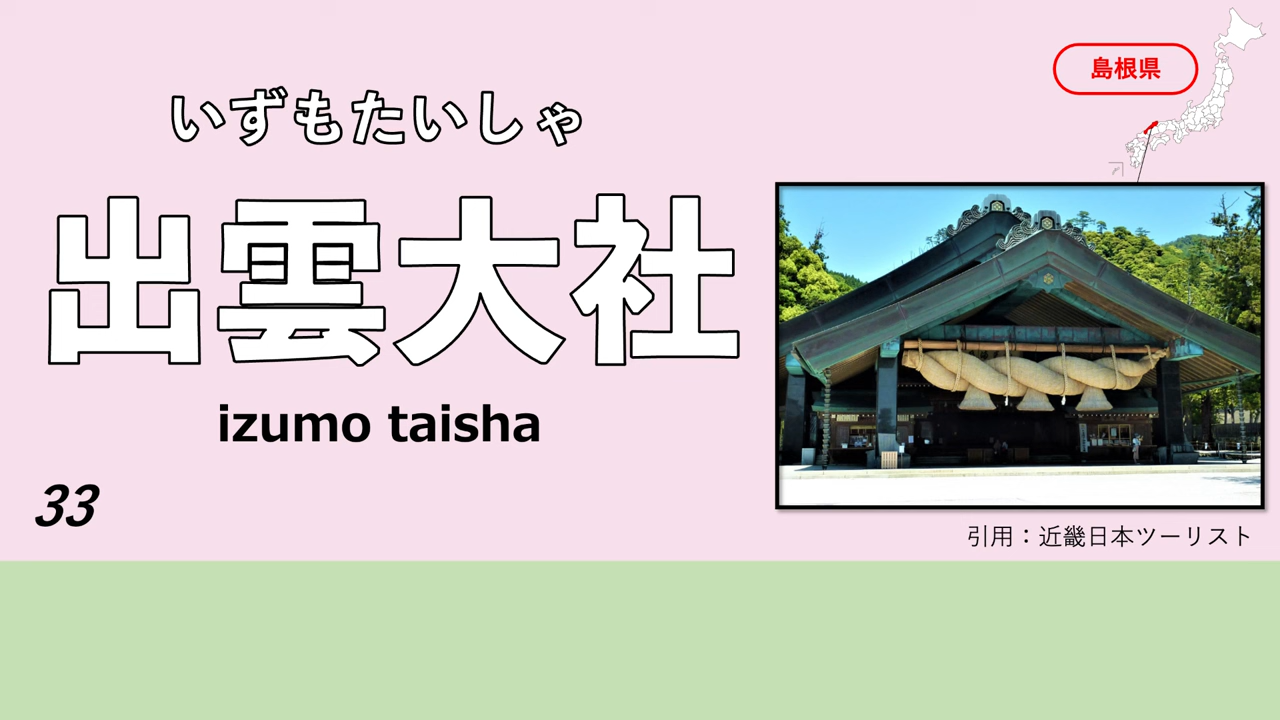 いずもたいしゃ
出雲大社
izumo taisha
33
島根県
引用：近畿日本ツーリスト